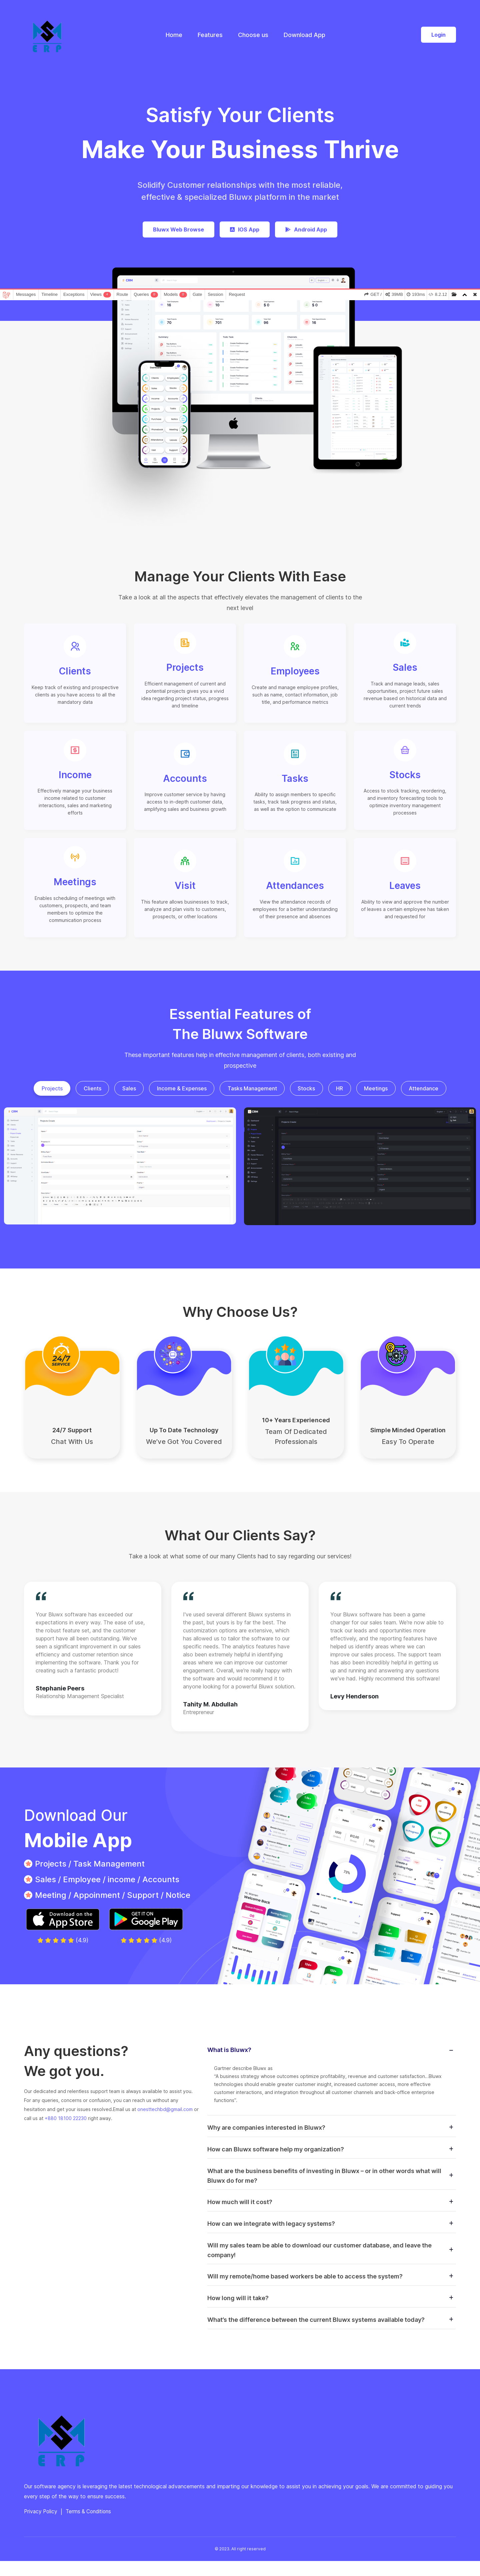 MSM
ERP
Home
Features
Choose us
Download App
Login
Satisfy Your Clients
Make Your Business Thrive
Solidify Customer relationships with the most reliable,
effective & specialized Bluwx platform in the market
Bluwx Web Browse
IOS App
Android App
Messages
Timeline
Exceptions
Views
Route
Queries
Models
Gate
Session
Request
GET /
8.2.12
Manage Your Clients With Ease
Take a look at all the aspects that effectively elevates the management of clients to the
next level
Clients
Keep track of existing and prospective
clients as you have access to all the
mandatory data
Projects
Efficient management of current and
potential projects gives you a vivid
idea regarding project status, progress
and timeline
Employees
Create and manage employee profiles,
such as name, contact information, job
title, and performance metrics
Sales
Track and manage leads, sales
opportunities, project future sales
revenue based on historical data and
current trends
Income
Effectively manage your business
income related to customer
interactions, sales and marketing
efforts
Accounts
Improve customer service by having
access to in-depth customer data,
amplifying sales and business growth
Tasks
Ability to assign members to specific
tasks, track task progress and status,
as well as the option to communicate
Stocks
Access to stock tracking, reordering,
and inventory forecasting tools to
optimize inventory management
processes
Meetings
Enables scheduling of meetings with
customers, prospects, and team
members to optimize the
communication process
Visit
This feature allows businesses to track,
analyze and plan visits to customers,
prospects, or other locations
Attendances
View the attendance records of
employees for a better understanding
of their presence and absences
Leaves
Ability to view and approve the number
of leaves a certain employee has taken
and requested for
Essential Features of
The Bluwx Software
These important features help in effective management of clients, both existing and
prospective
Projects
Clients
Sales
Income & Expenses
Tasks Management
Stocks
HR
Meetings
Attendance
Why Choose Us?
24/7
SERVICE
24/7 Support
Chat With Us
Up To Date Technology
We've Got You Covered
10+ Years Experienced
Team Of Dedicated
Professionals
Simple Minded Operation
Easy To Operate
What Our Clients Say?
Take a look at what some of our many Clients had to say regarding our services!
Your Bluwx software has exceeded our
expectations in every way. The ease of use,
the robust feature set, and the customer
support have all been outstanding. We've
seen a significant improvement in our sales
efficiency and customer retention rates since
implementing the software. Thank you for
creating such a fantastic product!
Stephanie Peers
Relationship Management Specialist
I've used several different Bluwx systems in
the past, but yours is by far the best. The
customization options are extensive, which
has allowed us to tailor the software to our
specific needs. The analytics features have
also been extremely helpful in identifying
areas where we can improve our customer
engagement. Overall, we're really happy with
the software and would recommend it to
anyone looking for a powerful Bluwx solution.
Tahity M. Abdullah
Entrepreneur
Your Bluwx software has been a game
changer for our sales team. We're now able to
track our leads and opportunities more
effectively, and the reporting features have
helped us identify areas where we can
improve our sales process. The support team
has also been incredibly helpful in getting us
up and running and answering any questions
we've had. Highly recommend this software!
Levy Henderson
Download Our
Mobile App
Projects / Task Management
Sales / Employee / income / Accounts
Meeting / Appointment / Support / Notice
Download on the
App Store
GET IT ON
Google Play
(4.9)
(4.9)
Any questions?
We got you.
Our dedicated and relentless support team is always available to assist you.
For any queries, concerns or confusion, you can reach us without any
hesitation and get your issues resolved.Email us at onesttechbd@gmail.com or
call us at +880 18100 22230 right away.
What is Bluwx?
Gartner describe Bluwx as
"A business strategy whose outcomes optimize profitability, revenue and customer satisfaction.. Bluwx
technologies should enable greater customer insight, increased customer access, more effective
customer interactions, and integration throughout all customer channels and back-office enterprise
functions".
Why are companies interested in Bluwx?
How can Bluwx software help my organization?
What are the business benefits of investing in Bluwx – or in other words what will
Bluwx do for me?
How much will it cost?
How can we integrate with legacy systems?
Will my sales team be able to download our customer database, and leave the
company!
Will my remote/home based workers be able to access the system?
How long will it take?
What's the difference between the current Bluwx systems available today?
MSM
ERP
Our software agency is leveraging the latest technological advancements and imparting our knowledge to assist you in achieving your goals. We are committed to guiding you
every step of the way to ensure success.
Privacy Policy | Terms & Conditions
© 2023. All right reserved